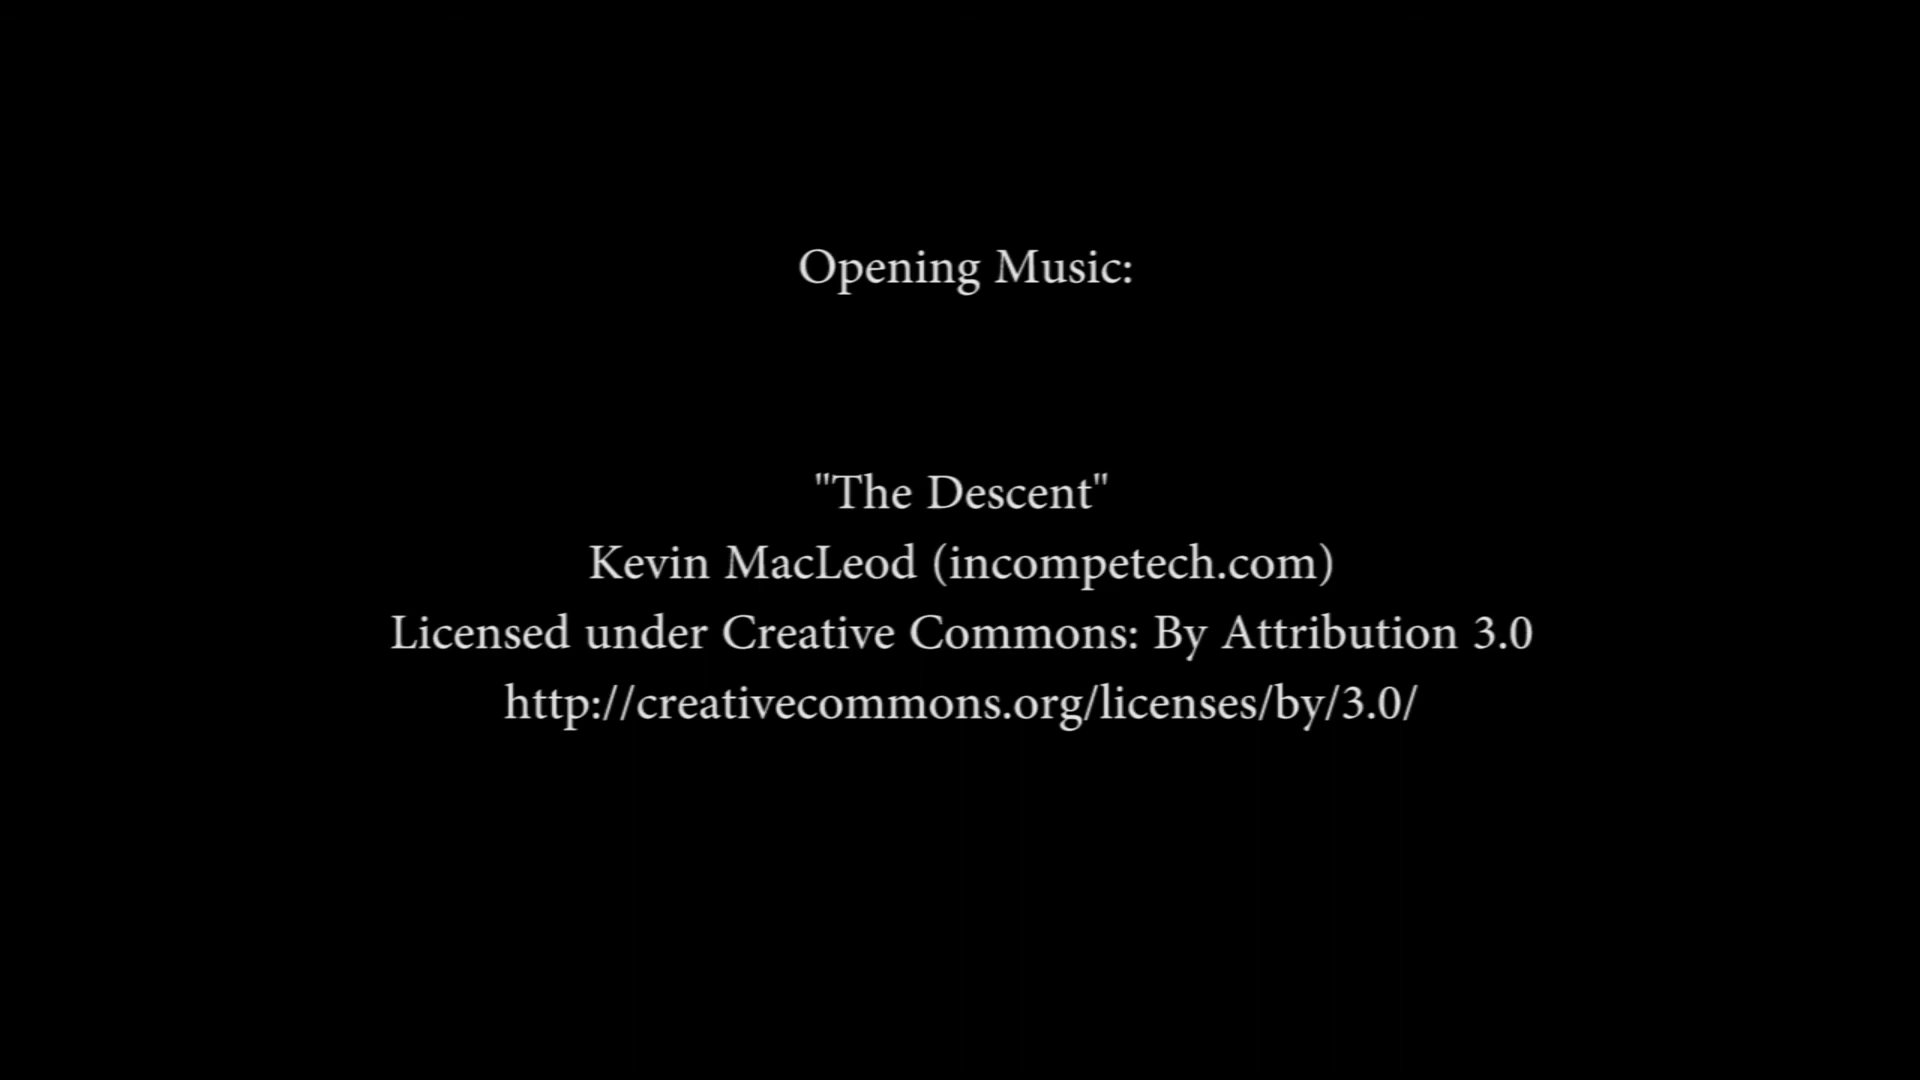 Opening Music:
"The Descent"
Kevin MacLeod (incompetech.com)
Licensed under Creative Commons: By Attribution 3.0
http://creativecommons.org/licenses/by/3.0/